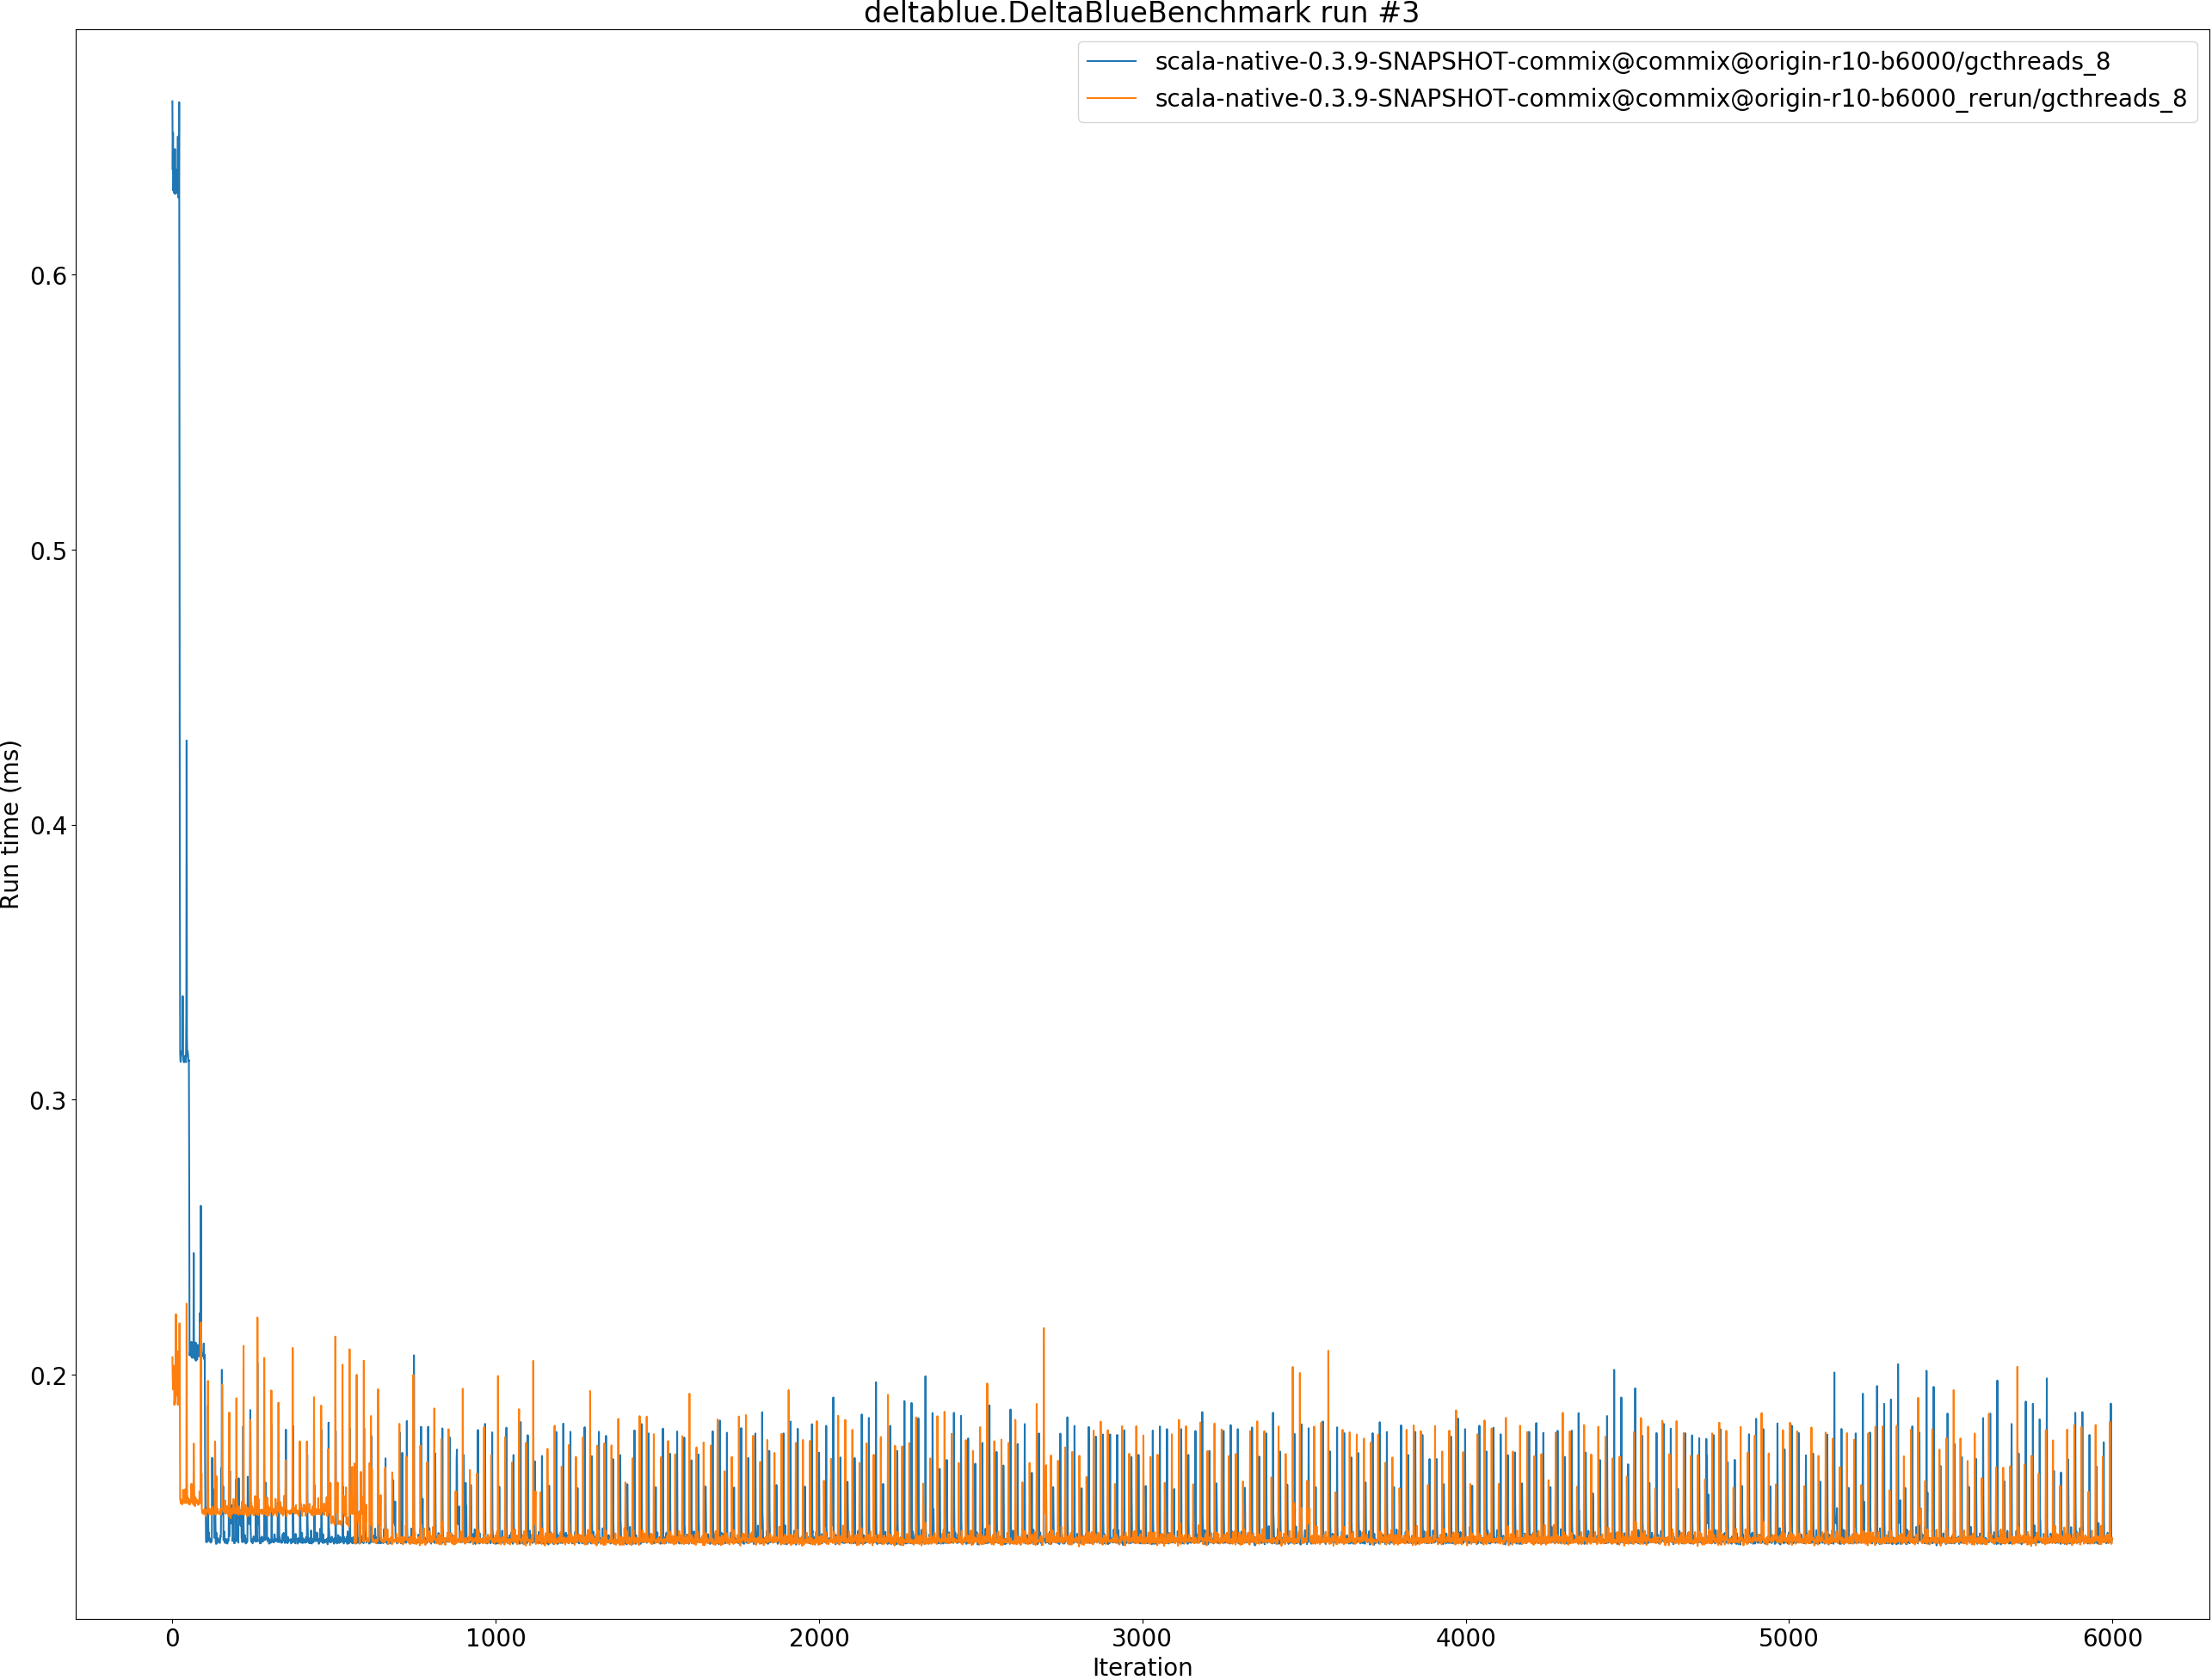 deltablue.DeltaBlueBenchmark run #3
scala-native-0.3.9-SNAPSHOT-commix@commix@origin-r10-b6000/gcthreads_8
scala-native-0.3.9-SNAPSHOT-commix@commix@origin-r10-b6000_rerun/gcthreads_8
Run time (ms)
0.6
0.5
0.4
0.3
0.2
0 1000 2000 3000 4000 5000 6000
Iteration